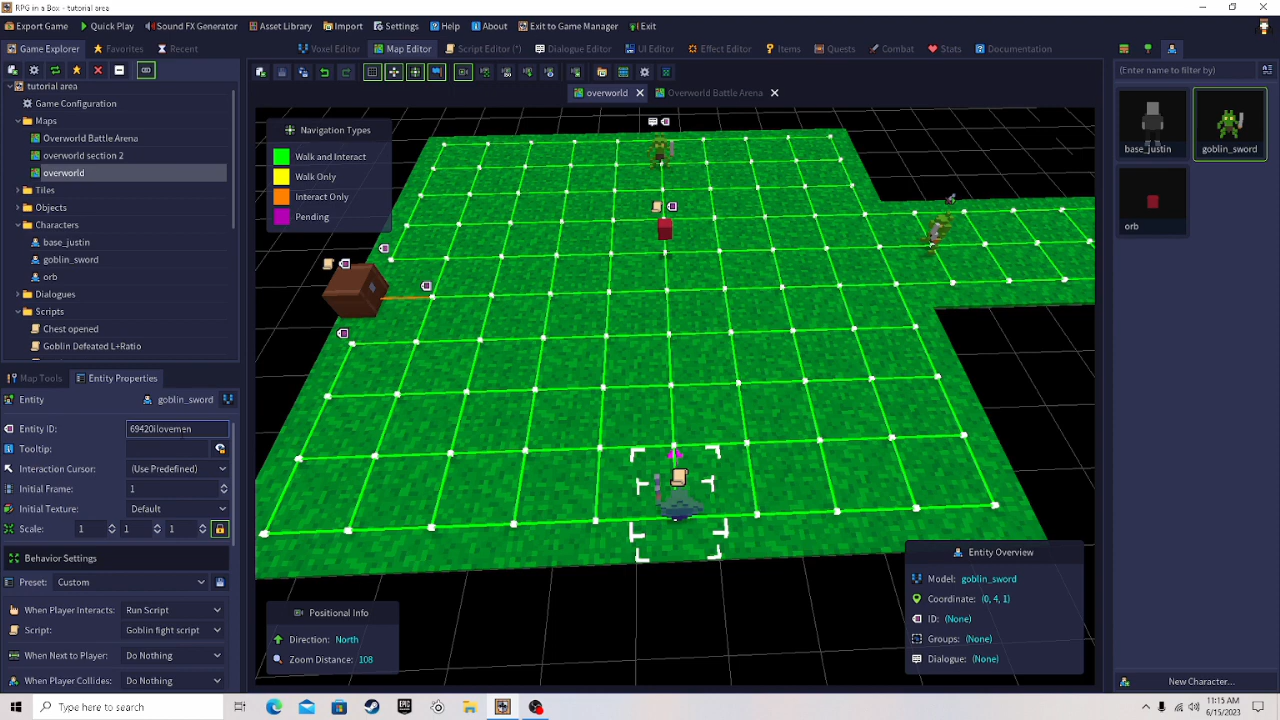 RPG in a Box - tutorial area
Export Game Quick Play Sound FX Generator Asset Library Import Settings Help About Exit to Game Manager Exit
Game Explorer Favorites Recent Voxel Editor Map Editor Script Editor (*) Dialogue Editor UI Editor Effect Editor Items Quests Combat Stats Documentation
(Enter name to filter by)
tutorial area
Game Configuration
Maps
Overworld Battle Arena
overworld section 2
overworld
Tiles
Objects
Characters
base_justin
goblin_sword
orb
Dialogues
Scripts
Chest opened
Goblin Defeated L+Ratio
overworld Overworld Battle Arena
Navigation Types
Walk and Interact
Walk Only
Interact Only
Pending
base_justin goblin_sword
orb
Map Tools Entity Properties
Entity goblin_sword
Entity ID: 69420ilovemen
Tooltip:
Interaction Cursor: (Use Predefined)
Initial Frame: 1
Initial Texture: Default
Scale: 1 1 1
Behavior Settings
Preset: Custom
When Player Interacts: Run Script
Script: Goblin fight script
When Next to Player: Do Nothing
When Player Collides: Do Nothing
Positional Info
Direction: North
Zoom Distance: 108
Entity Overview
Model: goblin_sword
Coordinate: (0, 4, 1)
ID: (None)
Groups: (None)
Dialogue: (None)
New Character...
Type here to search
EPIC GAMES
11:15 AM
6/15/2023